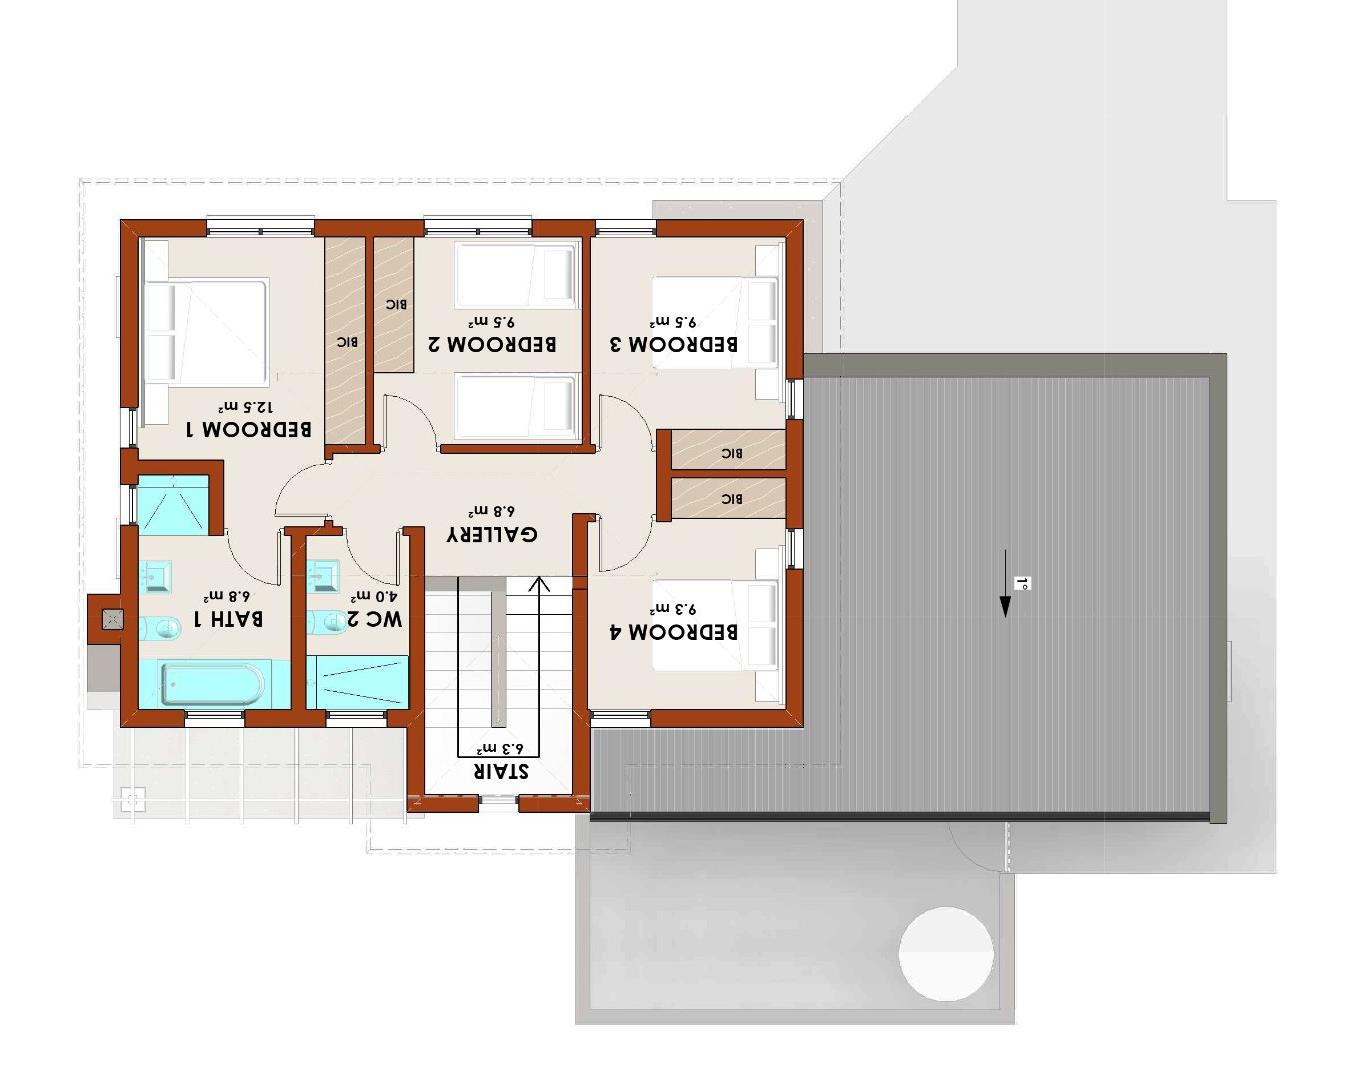 BIC
BIC
9.5 m²
BEDROOM 2
9.5 m²
BEDROOM 3
12.5 m²
BEDROOM 1
BIC
BIC
6.8 m²
GALLERY
1°
6.8 m²
BATH 1
4.0 m²
WC 2
9.3 m²
BEDROOM 4
6.3 m²
STAIR